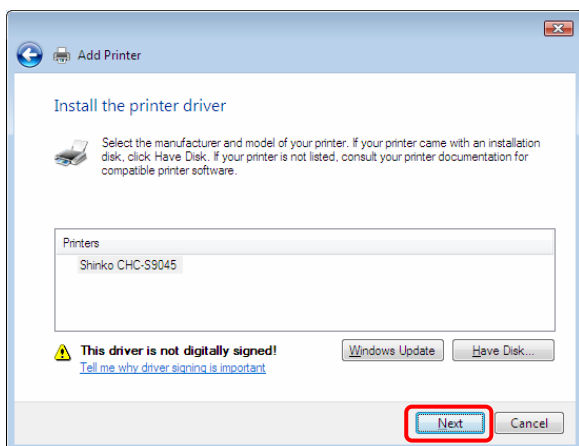 Add Printer
Install the printer driver
Select the manufacturer and model of your printer. If your printer came with an installation
disk, click Have Disk. If your printer is not listed, consult your printer documentation for
compatible printer software.
Printers
Shinko CHC-S9045
This driver is not digitally signed!
Tell me why driver signing is important
Windows Update
Have Disk...
Next
Cancel